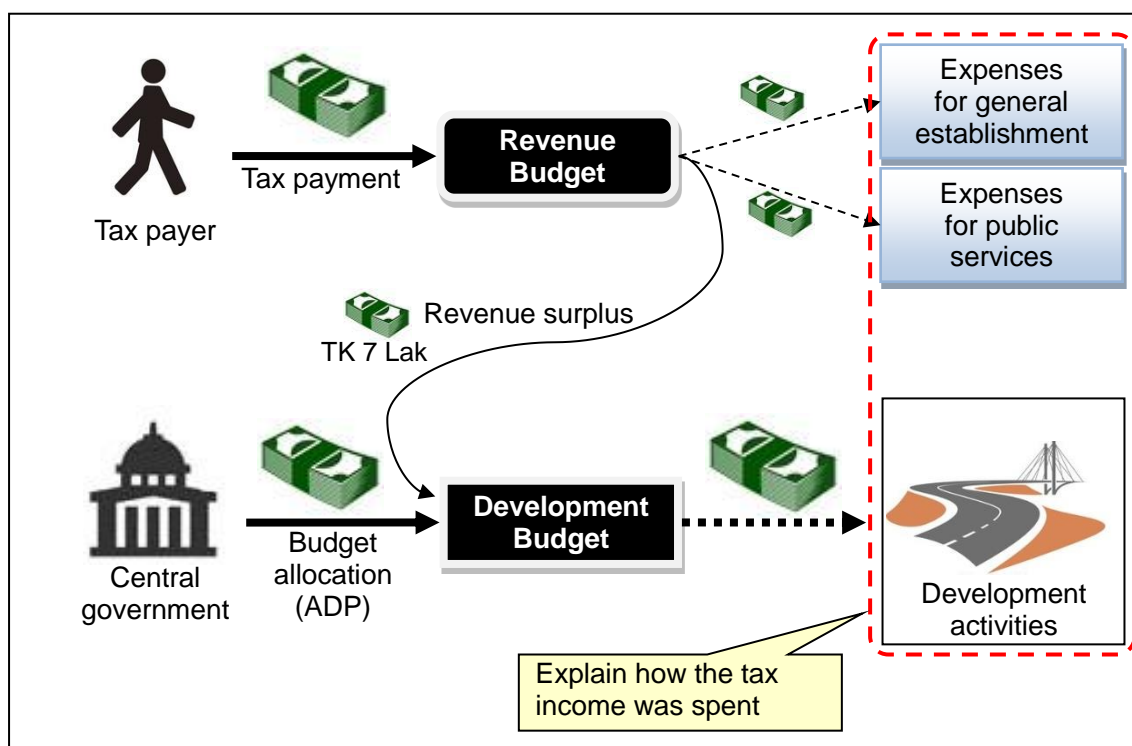 Tax payer
Tax payment
Revenue
Budget
Expenses
for general
establishment
Expenses
for public
services
Revenue surplus
TK 7 Lak
Central
government
Budget
allocation
(ADP)
Development
Budget
Development
activities
Explain how the tax
income was spent